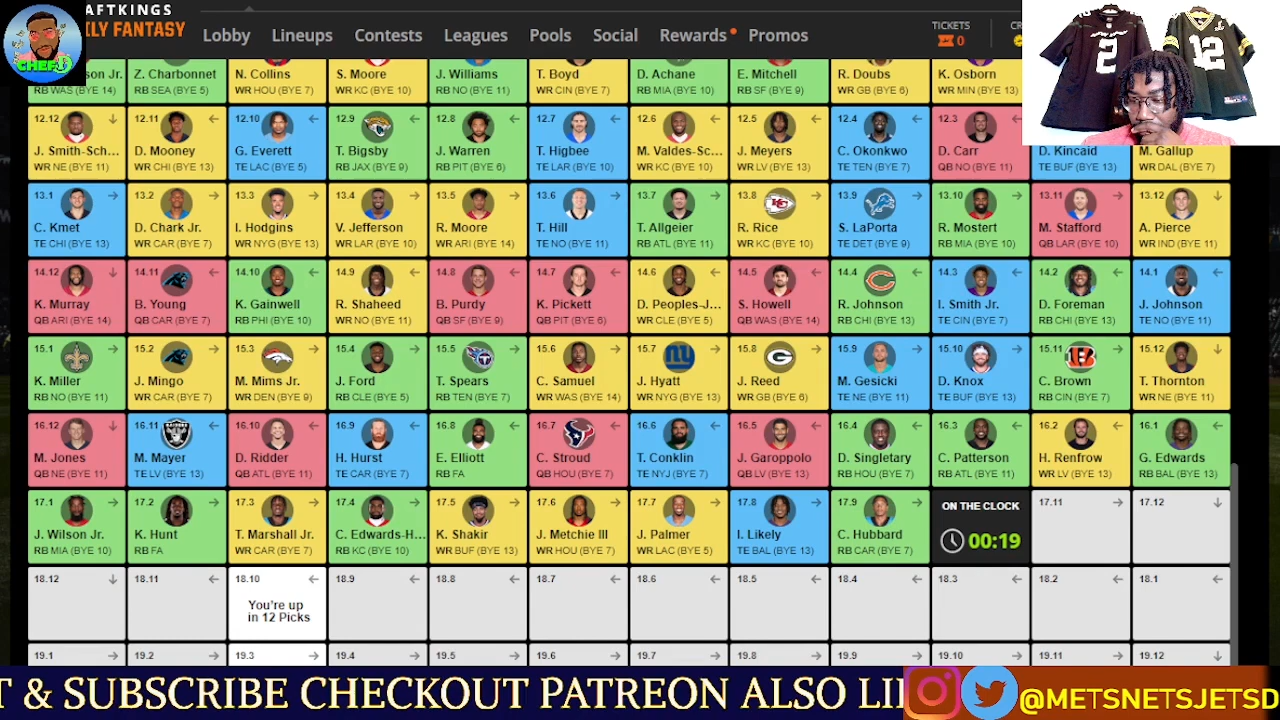 AFTKINGS
LY FANTASY
CHEF
Lobby Lineups Contests Leagues Pools Social Rewards Promos
TICKETS
0
2
12
son Jr. Z. Charbonnet N. Collins S. Moore J. Williams T. Boyd D. Achane E. Mitchell R. Doubs K. Osborn
RB WAS (BYE 14) RB SEA (BYE 5) WR HOU (BYE 7) WR KC (BYE 10) RB NO (BYE 11) WR CIN (BYE 7) RB MIA (BYE 10) RB SF (BYE 9) WR GB (BYE 6) WR MIN (BYE 13)
12.12 12.11 12.10 12.9 12.8 12.7 12.6 12.5 12.4 12.3
J. Smith-Sch... D. Mooney G. Everett T. Bigsby J. Warren T. Higbee M. Valdes-Sc... J. Meyers C. Okonkwo D. Carr D. Kincaid M. Gallup
WR NE (BYE 11) WR CHI (BYE 13) TE LAC (BYE 5) RB JAX (BYE 9) RB PIT (BYE 6) TE LAR (BYE 10) WR KC (BYE 10) WR LV (BYE 13) TE TEN (BYE 7) QB NO (BYE 11) TE BUF (BYE 13) WR DAL (BYE 7)
13.1 13.2 13.3 13.4 13.5 13.6 13.7 13.8 13.9 13.10 13.11 13.12
C. Kmet D. Chark Jr. I. Hodgins V. Jefferson R. Moore T. Hill T. Allgeier R. Rice S. LaPorta R. Mostert M. Stafford A. Pierce
TE CHI (BYE 13) WR CAR (BYE 7) WR NYG (BYE 13) WR LAR (BYE 10) WR ARI (BYE 14) TE NO (BYE 11) RB ATL (BYE 11) WR KC (BYE 10) TE DET (BYE 9) RB MIA (BYE 10) QB LAR (BYE 10) WR IND (BYE 11)
14.12 14.11 14.10 14.9 14.8 14.7 14.6 14.5 14.4 14.3 14.2 14.1
K. Murray B. Young K. Gainwell R. Shaheed B. Purdy K. Pickett D. Peoples-J... S. Howell R. Johnson I. Smith Jr. D. Foreman J. Johnson
QB ARI (BYE 14) QB CAR (BYE 7) RB PHI (BYE 10) WR NO (BYE 11) QB SF (BYE 9) QB PIT (BYE 6) WR CLE (BYE 5) QB WAS (BYE 14) RB CHI (BYE 13) TE CIN (BYE 7) RB CHI (BYE 13) TE NO (BYE 11)
15.1 15.2 15.3 15.4 15.5 15.6 15.7 15.8 15.9 15.10 15.11 15.12
K. Miller J. Mingo M. Mims Jr. J. Ford T. Spears C. Samuel J. Hyatt J. Reed M. Gesicki D. Knox C. Brown T. Thornton
RB NO (BYE 11) WR CAR (BYE 7) WR DEN (BYE 9) RB CLE (BYE 5) RB TEN (BYE 7) WR WAS (BYE 14) WR NYG (BYE 13) WR GB (BYE 6) TE NE (BYE 11) TE BUF (BYE 13) RB CIN (BYE 7) WR NE (BYE 11)
16.12 16.11 16.10 16.9 16.8 16.7 16.6 16.5 16.4 16.3 16.2 16.1
M. Jones M. Mayer D. Ridder H. Hurst E. Elliott C. Stroud T. Conklin J. Garoppolo D. Singletary C. Patterson H. Renfrow G. Edwards
QB NE (BYE 11) TE LV (BYE 13) QB ATL (BYE 11) TE CAR (BYE 7) RB FA QB HOU (BYE 7) TE NYJ (BYE 7) QB LV (BYE 13) RB HOU (BYE 7) RB ATL (BYE 11) WR LV (BYE 13) RB BAL (BYE 13)
17.1 17.2 17.3 17.4 17.5 17.6 17.7 17.8 17.9 ON THE CLOCK 17.11 17.12
J. Wilson Jr. K. Hunt T. Marshall Jr. C. Edwards-H... K. Shakir J. Metchie III J. Palmer I. Likely C. Hubbard 00:19
RB MIA (BYE 10) RB FA WR CAR (BYE 7) RB KC (BYE 10) WR BUF (BYE 13) WR HOU (BYE 7) WR LAC (BYE 5) TE BAL (BYE 13) RB CAR (BYE 7)
18.12 18.11 18.10 18.9 18.8 18.7 18.6 18.5 18.4 18.3 18.2 18.1
You're up
in 12 Picks
19.1 19.2 19.3 19.4 19.5 19.6 19.7 19.8 19.9 19.10 19.11 19.12
T & SUBSCRIBE CHECKOUT PATREON ALSO LI
@METSNETSJETSD